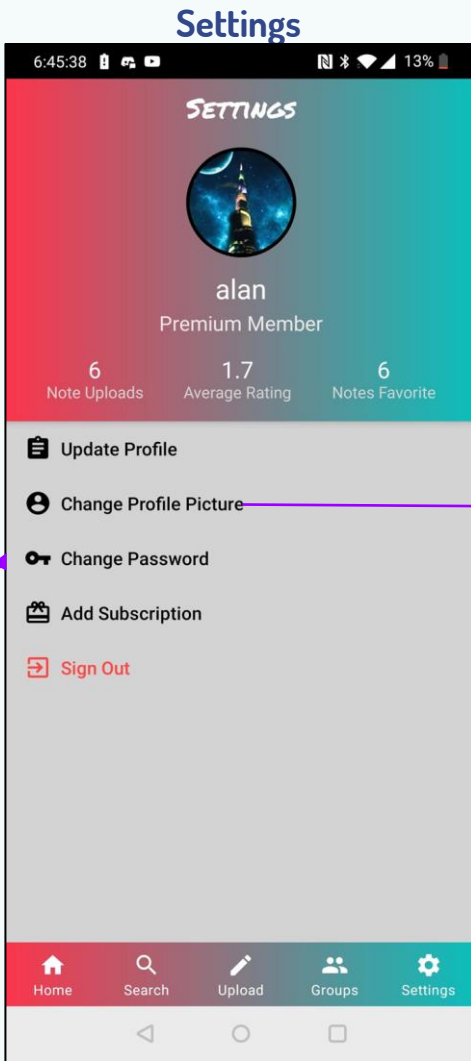 Settings
6:45:38 13%
SETTINGS
alan
Premium Member
6 1.7 6
Note Uploads Average Rating Notes Favorite
Update Profile
Change Profile Picture
Change Password
Add Subscription
Sign Out
Home Search Upload Groups Settings